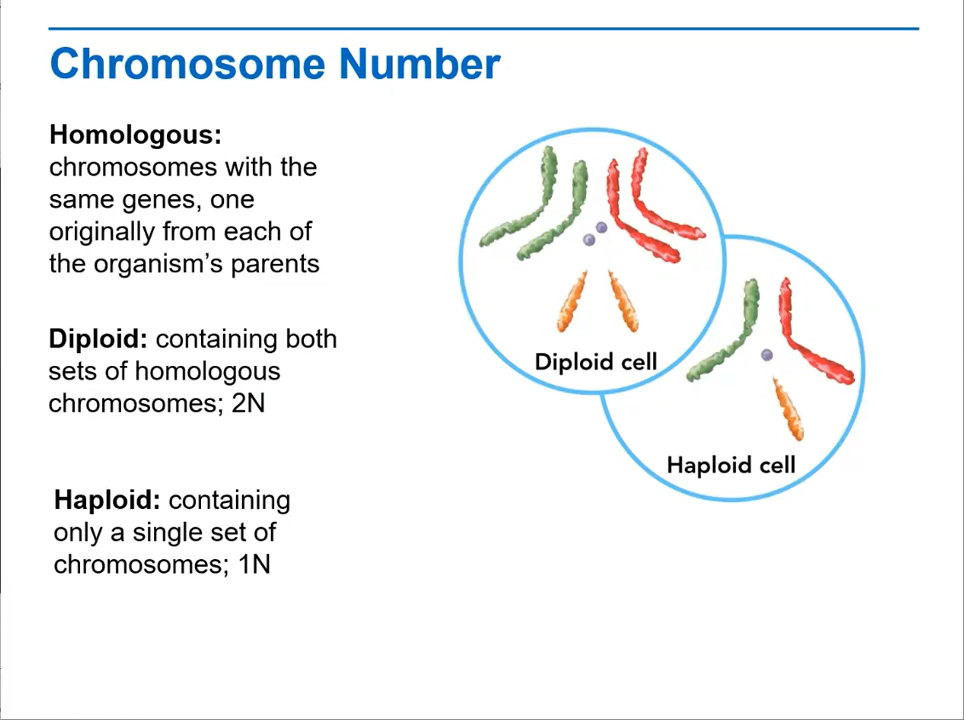 Chromosome Number
Homologous:
chromosomes with the
same genes, one
originally from each of
the organism's parents
Diploid: containing both
sets of homologous
chromosomes; 2N
Haploid: containing
only a single set of
chromosomes; 1N
Diploid cell
Haploid cell